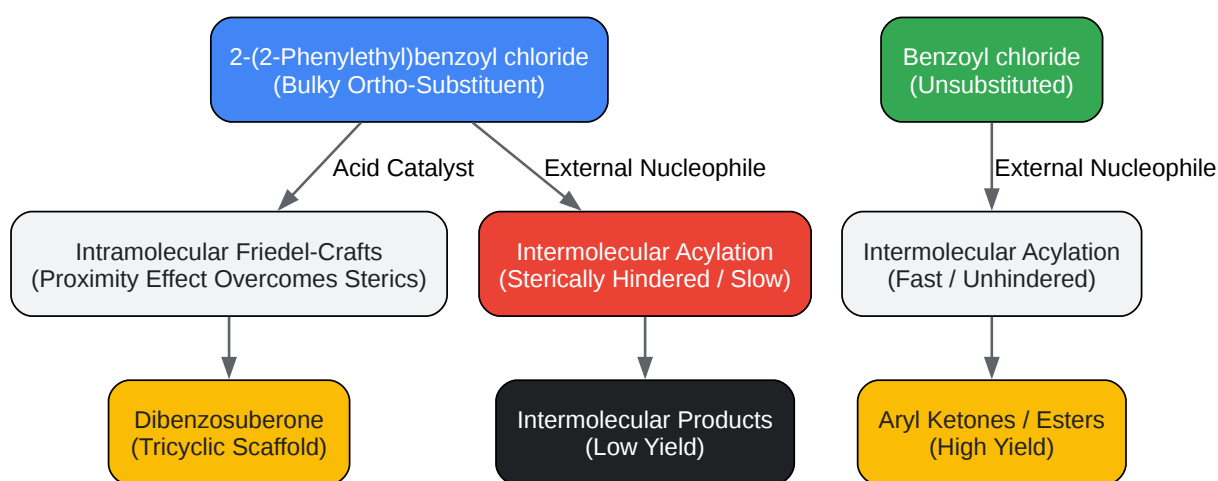 2-(2-Phenylethyl)benzoyl chloride
(Bulky Ortho-Substituent)
Benzoyl chloride
(Unsubstituted)
Acid Catalyst
External Nucleophile
External Nucleophile
Intramolecular Friedel-Crafts
(Proximity Effect Overcomes Sterics)
Intermolecular Acylation
(Sterically Hindered / Slow)
Intermolecular Acylation
(Fast / Unhindered)
Dibenzosuberone
(Tricyclic Scaffold)
Intermolecular Products
(Low Yield)
Aryl Ketones / Esters
(High Yield)